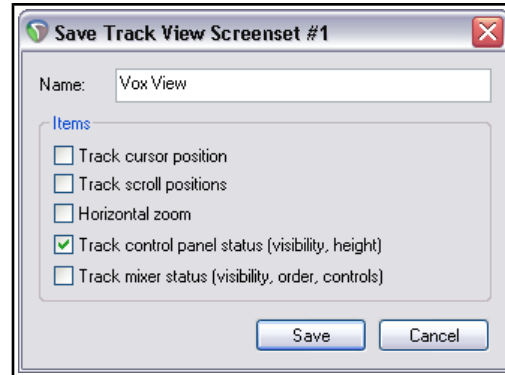 Save Track View Screenset #1
Name: Vox View
Items
Track cursor position
Track scroll positions
Horizontal zoom
Track control panel status (visibility, height)
Track mixer status (visibility, order, controls)
Save Cancel